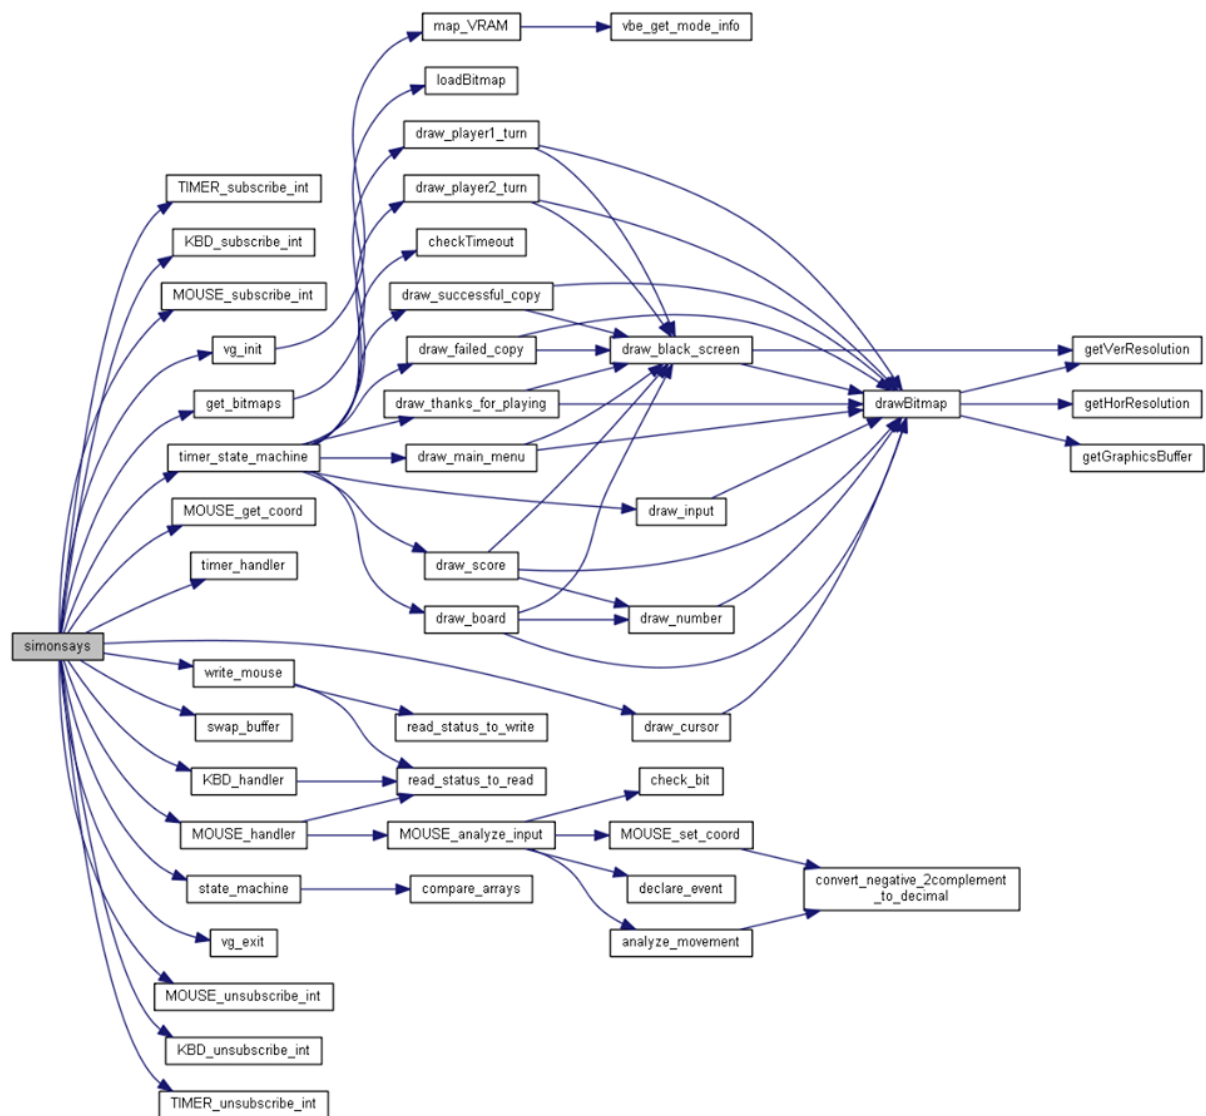 map_VRAM
vbe_get_mode_info
loadBitmap
draw_player1_turn
TIMER_subscribe_int
draw_player2_turn
KBD_subscribe_int
checkTimeout
MOUSE_subscribe_int
draw_successful_copy
vg_init
draw_failed_copy
draw_black_screen
getVerResolution
get_bitmaps
draw_thanks_for_playing
drawBitmap
getHorResolution
timer_state_machine
draw_main_menu
getGraphicsBuffer
MOUSE_get_coord
draw_input
timer_handler
draw_score
draw_board
draw_number
simonsays
write_mouse
swap_buffer
read_status_to_write
draw_cursor
KBD_handler
read_status_to_read
check_bit
MOUSE_handler
MOUSE_analyze_input
MOUSE_set_coord
state_machine
compare_arrays
declare_event
convert_negative_2complement
_to_decimal
vg_exit
analyze_movement
MOUSE_unsubscribe_int
KBD_unsubscribe_int
TIMER_unsubscribe_int